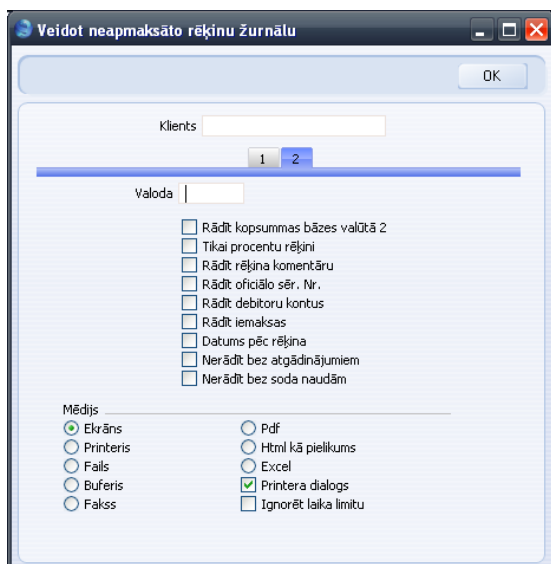 Veidot neapmaksāto rēķinu žurnālu
OK
Klients
1 2
Valoda
Rādīt kopsummas bāzes valūtā 2
Tikai procentu rēķini
Rādīt rēķina komentāru
Rādīt oficiālo sēr. Nr.
Rādīt debitoru kontus
Rādīt iemaksas
Datums pēc rēķina
Nerādīt bez atgādinājumiem
Nerādīt bez soda naudām
Mēdijs
Ekrāns Pdf
Printeris Html kā pielikums
Fails Excel
Buferis Printera dialogs
Fakss Ignorēt laika limitu